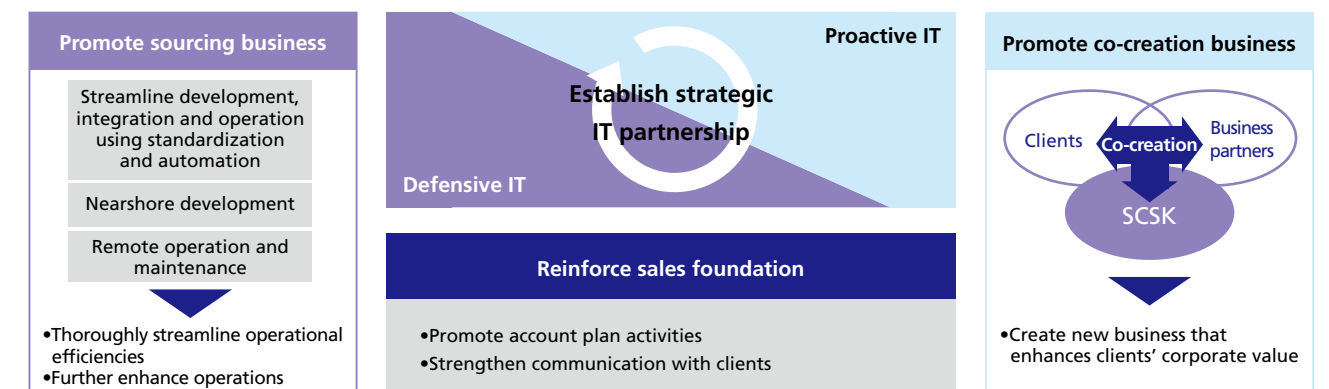 Promote sourcing business
Streamline development,
integration and operation
using standardization
and automation
Nearshore development
Remote operation and
maintenance
•Thoroughly streamline operational
efficiencies
•Further enhance operations
Proactive IT
Establish strategic
IT partnership
Defensive IT
Reinforce sales foundation
•Promote account plan activities
•Strengthen communication with clients
Promote co-creation business
Clients
Co-creation
Business
partners
SCSK
•Create new business that
enhances clients’ corporate value